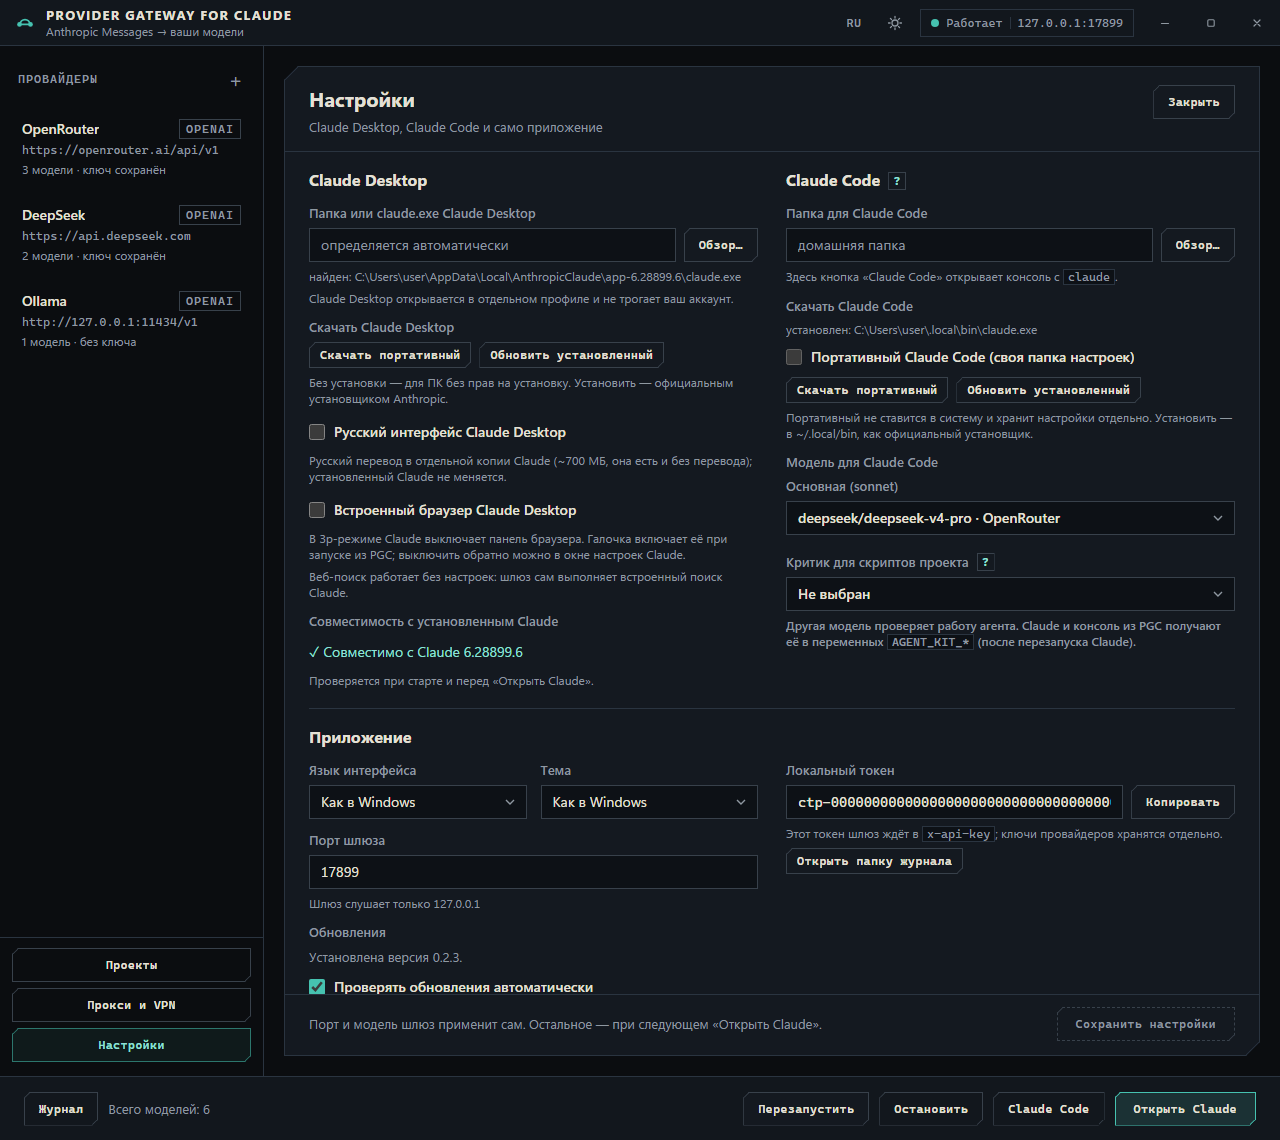 PROVIDER GATEWAY FOR CLAUDE
Anthropic Messages → ваши модели
RU
Работает
127.0.0.1:17899
ПРОВАЙДЕРЫ
OpenRouter
OPENAI
https://openrouter.ai/api/v1
3 модели · ключ сохранён
DeepSeek
OPENAI
https://api.deepseek.com
2 модели · ключ сохранён
Ollama
OPENAI
http://127.0.0.1:11434/v1
1 модель · без ключа
Проекты
Прокси и VPN
Настройки
Настройки
Claude Desktop, Claude Code и само приложение
Закрыть
Claude Desktop
Папка или claude.exe Claude Desktop
определяется автоматически
Обзор…
найден: C:\Users\user\AppData\Local\AnthropicClaude\app-6.28899.6\claude.exe
Claude Desktop открывается в отдельном профиле и не трогает ваш аккаунт.
Скачать Claude Desktop
Скачать портативный
Обновить установленный
Без установки — для ПК без прав на установку. Установить — официальным
установщиком Anthropic.
Русский интерфейс Claude Desktop
Русский перевод в отдельной копии Claude (~700 МБ, она есть и без перевода);
установленный Claude не меняется.
Встроенный браузер Claude Desktop
В 3p-режиме Claude выключает панель браузера. Галочка включает её при
запуске из PGC; выключить обратно можно в окне настроек Claude.
Веб-поиск работает без настроек: шлюз сам выполняет встроенный поиск
Claude.
Совместимость с установленным Claude
✓ Совместимо с Claude 6.28899.6
Проверяется при старте и перед «Открыть Claude».
Claude Code
?
Папка для Claude Code
домашняя папка
Обзор…
Здесь кнопка «Claude Code» открывает консоль с claude.
Скачать Claude Code
установлен: C:\Users\user\.local\bin\claude.exe
Портативный Claude Code (своя папка настроек)
Скачать портативный
Обновить установленный
Портативный не ставится в систему и хранит настройки отдельно. Установить —
в ~/.local/bin, как официальный установщик.
Модель для Claude Code
Основная (sonnet)
deepseek/deepseek-v4-pro · OpenRouter
Критик для скриптов проекта
?
Не выбран
Другая модель проверяет работу агента. Claude и консоль из PGC получают
её в переменных AGENT_KIT_* (после перезапуска Claude).
Приложение
Язык интерфейса
Как в Windows
Тема
Как в Windows
Порт шлюза
17899
Шлюз слушает только 127.0.0.1
Обновления
Установлена версия 0.2.3.
Проверять обновления автоматически
Локальный токен
ctp-00000000000000000000000000000000000
Копировать
Этот токен шлюз ждёт в x-api-key; ключи провайдеров хранятся отдельно.
Открыть папку журнала
Порт и модель шлюз применит сам. Остальное — при следующем «Открыть Claude».
Сохранить настройки
Журнал
Всего моделей: 6
Перезапустить
Остановить
Claude Code
Открыть Claude